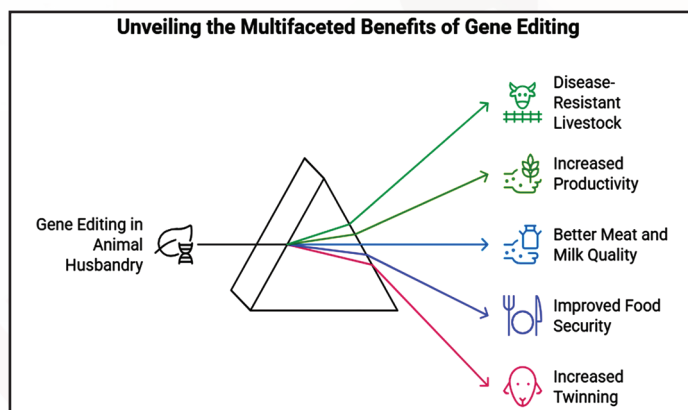 Unveiling the Multifaceted Benefits of Gene Editing
Gene Editing in
Animal
Husbandry
Disease-
Resistant
Livestock
Increased
Productivity
Better Meat and
Milk Quality
Improved Food
Security
Increased
Twinning